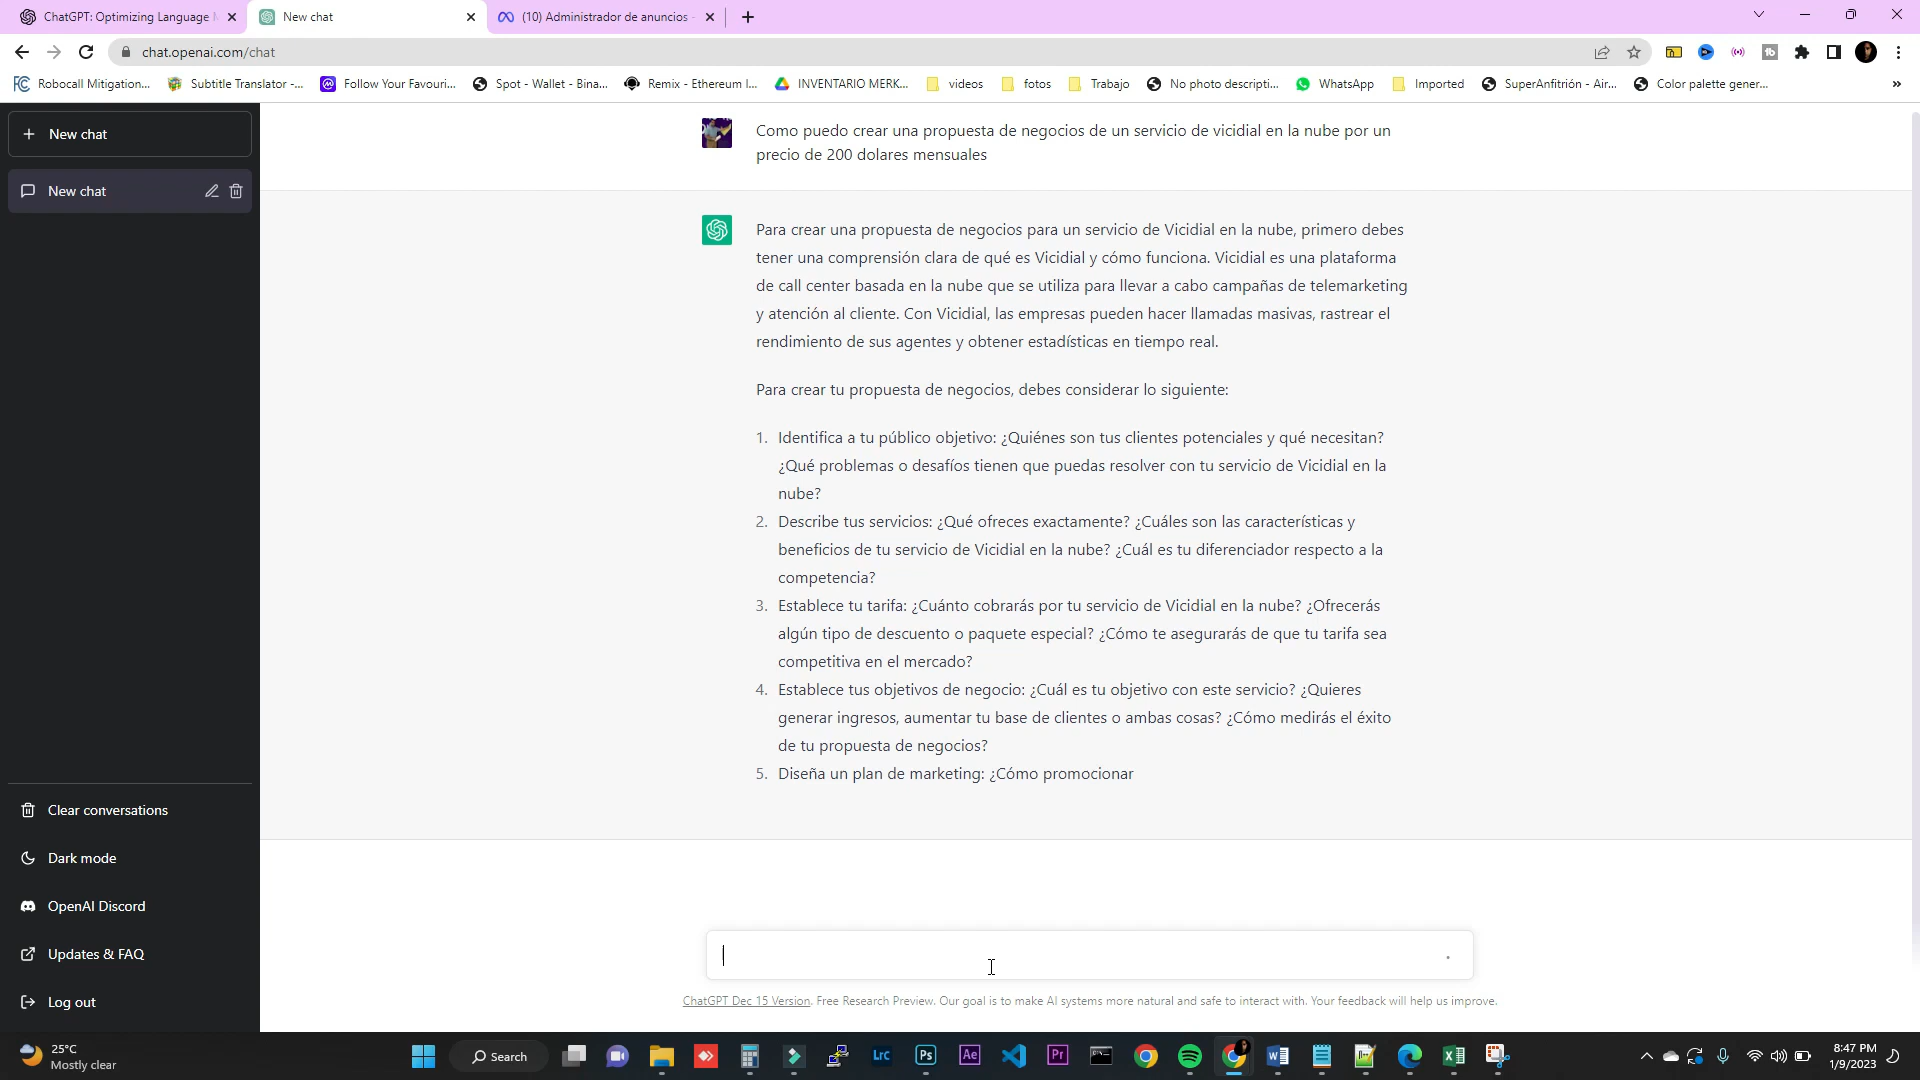 ChatGPT: Optimizing Language
New chat
(10) Administrador de anuncios
chat.openai.com/chat
Robocall Mitigation...
Subtitle Translator -...
Follow Your Favouri...
Spot - Wallet - Bina...
Remix - Ethereum I...
INVENTARIO MERK...
videos
fotos
Trabajo
No photo descripti...
WhatsApp
Imported
SuperAnfitrión - Air...
Color palette gener...
»
+ New chat
New chat
Como puedo crear una propuesta de negocios de un servicio de vicidial en la nube por un
precio de 200 dolares mensuales
Para crear una propuesta de negocios para un servicio de Vicidial en la nube, primero debes
tener una comprensión clara de qué es Vicidial y cómo funciona. Vicidial es una plataforma
de call center basada en la nube que se utiliza para llevar a cabo campañas de telemarketing
y atención al cliente. Con Vicidial, las empresas pueden hacer llamadas masivas, rastrear el
rendimiento de sus agentes y obtener estadísticas en tiempo real.
Para crear tu propuesta de negocios, debes considerar lo siguiente:
1. Identifica a tu público objetivo: ¿Quiénes son tus clientes potenciales y qué necesitan?
¿Qué problemas o desafíos tienen que puedas resolver con tu servicio de Vicidial en la
nube?
2. Describe tus servicios: ¿Qué ofreces exactamente? ¿Cuáles son las características y
beneficios de tu servicio de Vicidial en la nube? ¿Cuál es tu diferenciador respecto a la
competencia?
3. Establece tu tarifa: ¿Cuánto cobrarás por tu servicio de Vicidial en la nube? ¿Ofrecerás
algún tipo de descuento o paquete especial? ¿Cómo te asegurarás de que tu tarifa sea
competitiva en el mercado?
4. Establece tus objetivos de negocio: ¿Cuál es tu objetivo con este servicio? ¿Quieres
generar ingresos, aumentar tu base de clientes o ambas cosas? ¿Cómo medirás el éxito
de tu propuesta de negocios?
5. Diseña un plan de marketing: ¿Cómo promocionar
Clear conversations
Dark mode
OpenAI Discord
Updates & FAQ
Log out
ChatGPT Dec 15 Version. Free Research Preview. Our goal is to make AI systems more natural and safe to interact with. Your feedback will help us improve.
25°C
Mostly clear
Search
Lrc
Ps
Ae
Pr
8:47 PM
1/9/2023